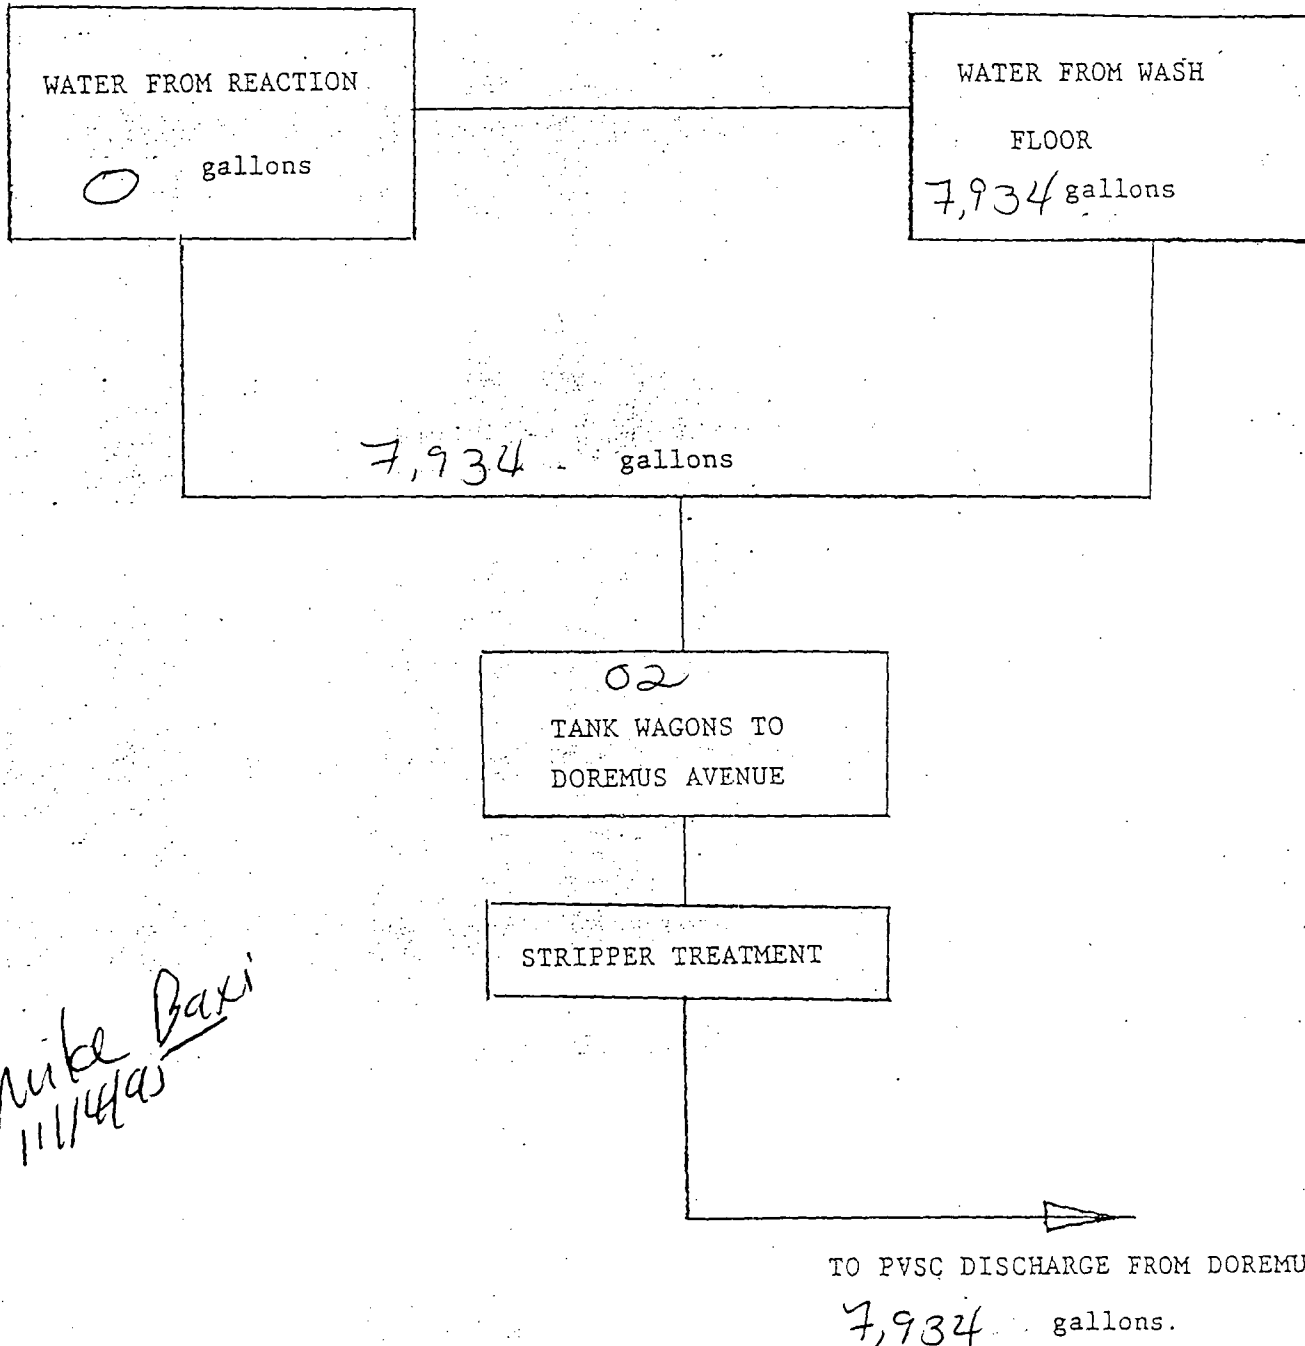 WATER FROM REACTION
0 gallons
WATER FROM WASH
FLOOR
7,934 gallons
7,934 gallons
02
TANK WAGONS TO
DOREMUS AVENUE
STRIPPER TREATMENT
Mike Baxi
11/14/95
TO PVSC DISCHARGE FROM DOREMU
7,934 gallons.